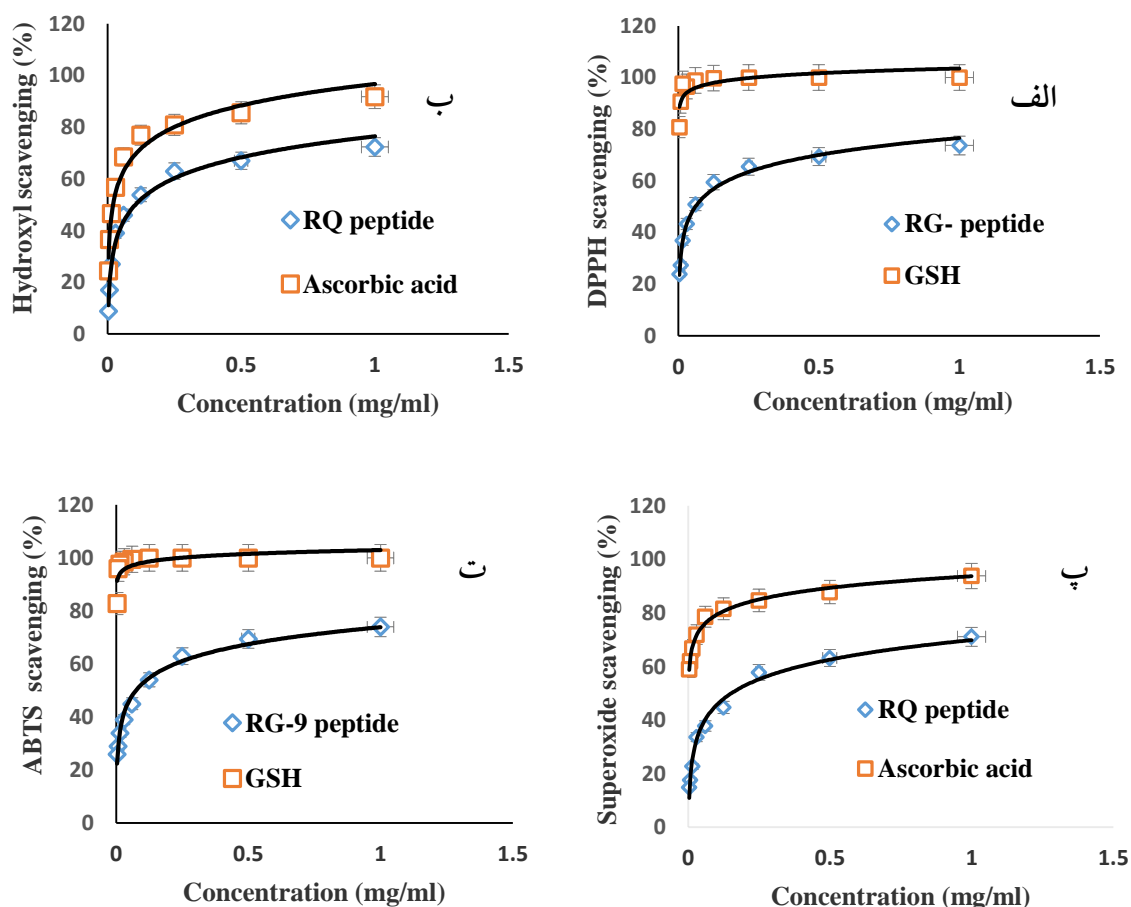 Hydroxyl scavenging (%)
120
100
80
60
40
20
0
ب
RQ peptide
Ascorbic acid
0
0.5
1
1.5
Concentration (mg/ml)
DPPH scavenging (%)
120
100
80
60
40
20
0
الف
RG- peptide
GSH
0
0.5
1
1.5
Concentration (mg/ml)
ABTS scavenging (%)
120
100
80
60
40
20
0
ت
RG-9 peptide
GSH
0
0.5
1
1.5
Concentration (mg/ml)
Superoxide scavenging (%)
120
100
80
60
40
20
0
پ
RQ peptide
Ascorbic acid
0
0.5
1
1.5
Concentration (mg/ml)